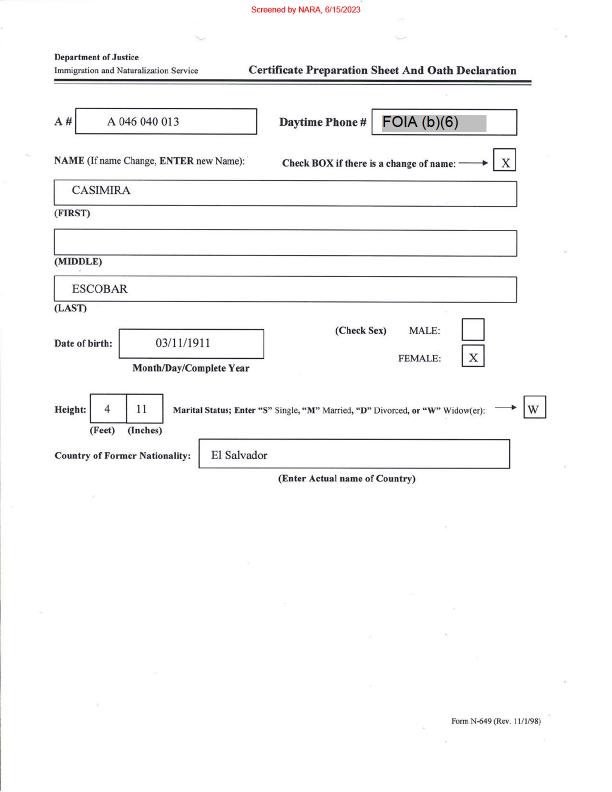 Screened by NARA, 6/15/2023
Department of Justice
Immigration and Naturalization Service
Certificate Preparation Sheet And Oath Declaration
A # A 046 040 013 Daytime Phone # FOIA (b)(6)
NAME (If name Change, ENTER new Name): Check BOX if there is a change of name: X
CASIMIRA
(FIRST)
(MIDDLE)
ESCOBAR
(LAST)
(Check Sex) MALE:
Date of birth: 03/11/1911
FEMALE: X
Month/Day/Complete Year
Height: 4 11 Marital Status; Enter "S" Single, "M" Married, "D" Divorced, or "W" Widow(er): W
(Feet) (Inches)
Country of Former Nationality: El Salvador
(Enter Actual name of Country)
Form N-649 (Rev. 11/1/98)